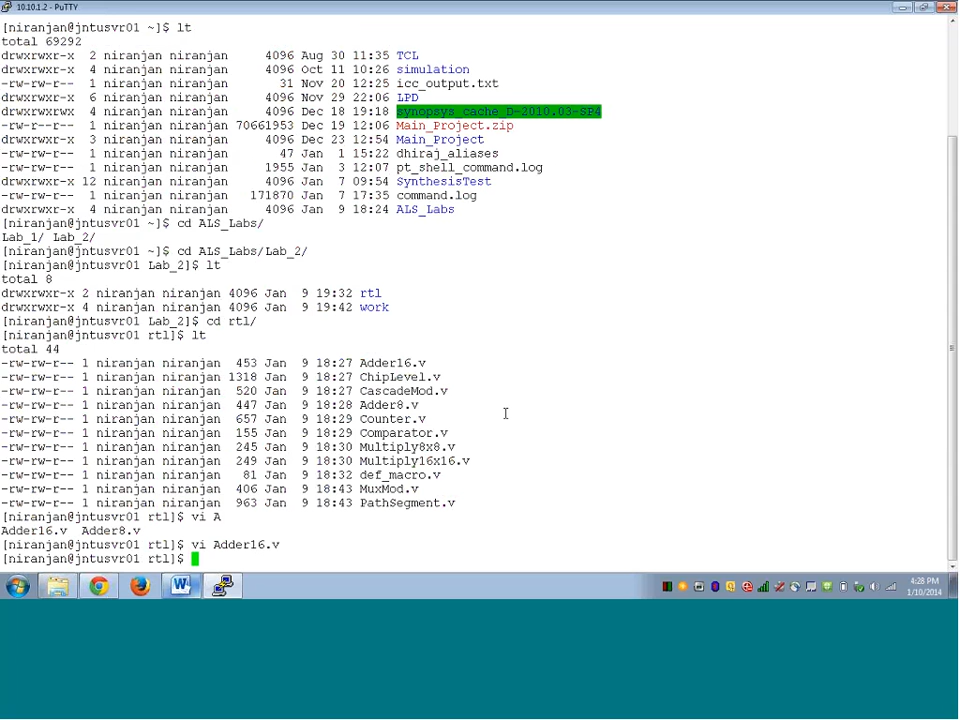 10.10.1.2 - PuTTY
[niranjan@jntusvr01 ~]$ lt
total 69292
drwxrwxr-x  2 niranjan niranjan     4096 Aug 30 11:35 TCL
drwxrwxr-x  4 niranjan niranjan     4096 Oct 11 10:26 simulation
-rw-rw-r--  1 niranjan niranjan       31 Nov 20 12:25 icc_output.txt
drwxrwxr-x  6 niranjan niranjan     4096 Nov 29 22:06 LPD
drwxrwxrwx  4 niranjan niranjan     4096 Dec 18 19:18 synopsys_cache_D-2010.03-SP4
-rw-r--r--  1 niranjan niranjan 70661953 Dec 19 12:06 Main_Project.zip
drwxrwxr-x  3 niranjan niranjan     4096 Dec 23 12:54 Main_Project
-rw-rw-r--  1 niranjan niranjan       47 Jan  1 15:22 dhiraj_aliases
-rw-rw-r--  1 niranjan niranjan     1955 Jan  3 12:07 pt_shell_command.log
drwxrwxr-x 12 niranjan niranjan     4096 Jan  7 09:54 SynthesisTest
-rw-rw-r--  1 niranjan niranjan   171870 Jan  7 17:35 command.log
drwxrwxr-x  4 niranjan niranjan     4096 Jan  9 18:24 ALS_Labs
[niranjan@jntusvr01 ~]$ cd ALS_Labs/
Lab_1/ Lab_2/
[niranjan@jntusvr01 ~]$ cd ALS_Labs/Lab_2/
[niranjan@jntusvr01 Lab_2]$ lt
total 8
drwxrwxr-x 2 niranjan niranjan 4096 Jan  9 19:32 rtl
drwxrwxr-x 4 niranjan niranjan 4096 Jan  9 19:42 work
[niranjan@jntusvr01 Lab_2]$ cd rtl/
[niranjan@jntusvr01 rtl]$ lt
total 44
-rw-rw-r-- 1 niranjan niranjan  453 Jan  9 18:27 Adder16.v
-rw-rw-r-- 1 niranjan niranjan 1318 Jan  9 18:27 ChipLevel.v
-rw-rw-r-- 1 niranjan niranjan  520 Jan  9 18:27 CascadeMod.v
-rw-rw-r-- 1 niranjan niranjan  447 Jan  9 18:28 Adder8.v
-rw-rw-r-- 1 niranjan niranjan  657 Jan  9 18:29 Counter.v
-rw-rw-r-- 1 niranjan niranjan  155 Jan  9 18:29 Comparator.v
-rw-rw-r-- 1 niranjan niranjan  245 Jan  9 18:30 Multiply8x8.v
-rw-rw-r-- 1 niranjan niranjan  249 Jan  9 18:30 Multiply16x16.v
-rw-rw-r-- 1 niranjan niranjan   81 Jan  9 18:32 def_macro.v
-rw-rw-r-- 1 niranjan niranjan  406 Jan  9 18:43 MuxMod.v
-rw-rw-r-- 1 niranjan niranjan  963 Jan  9 18:43 PathSegment.v
[niranjan@jntusvr01 rtl]$ vi A
Adder16.v  Adder8.v
[niranjan@jntusvr01 rtl]$ vi Adder16.v
[niranjan@jntusvr01 rtl]$
4:28 PM
1/10/2014